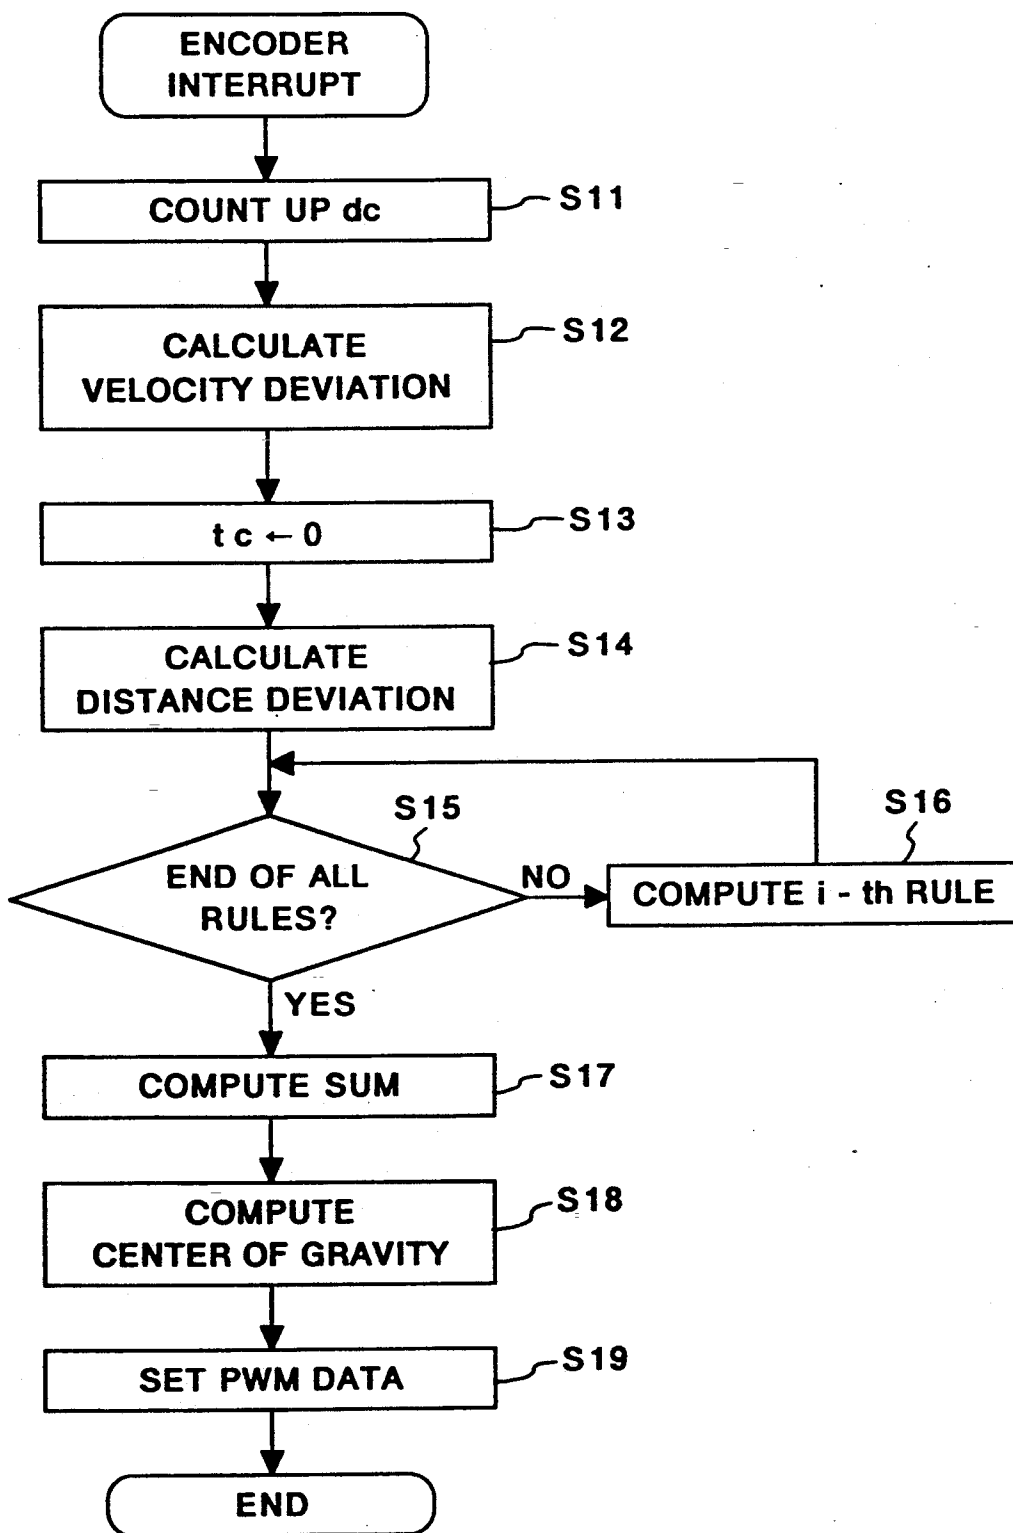 ENCODER
INTERRUPT
COUNT UP dc
S11
CALCULATE
VELOCITY DEVIATION
S12
t c ← 0
S13
CALCULATE
DISTANCE DEVIATION
S14
S15
END OF ALL
RULES?
NO
S16
COMPUTE i - th RULE
YES
COMPUTE SUM
S17
COMPUTE
CENTER OF GRAVITY
S18
SET PWM DATA
S19
END